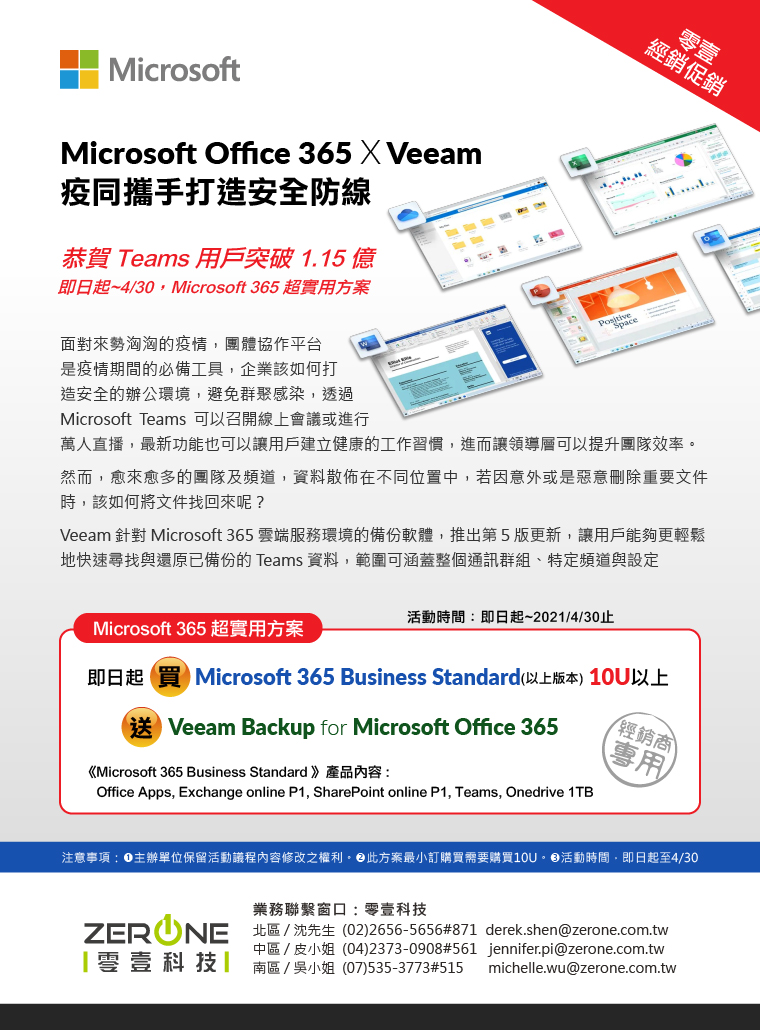 零壹
經銷促銷
Microsoft
Microsoft Office 365 X Veeam
疫同攜手打造安全防線
恭賀 Teams 用戶突破 1.15 億
即日起~4/30，Microsoft 365 超實用方案
Positive
Space
面對來勢洶洶的疫情，團體協作平台
是疫情期間的必備工具，企業該如何打
造安全的辦公環境，避免群聚感染，透過
Microsoft Teams 可以召開線上會議或進行
萬人直播，最新功能也可以讓用戶建立健康的工作習慣，進而讓領導層可以提升團隊效率。
然而，愈來愈多的團隊及頻道，資料散佈在不同位置中，若因意外或是惡意刪除重要文件
時，該如何將文件找回來呢？
Veeam 針對 Microsoft 365 雲端服務環境的備份軟體，推出第 5 版更新，讓用戶能夠更輕鬆
地快速尋找與還原已備份的 Teams 資料，範圍可涵蓋整個通訊群組、特定頻道與設定
活動時間：即日起~2021/4/30止
Microsoft 365 超實用方案
即日起 買 Microsoft 365 Business Standard(以上版本) 10U以上
送 Veeam Backup for Microsoft Office 365
經銷商
專用
《Microsoft 365 Business Standard 》產品內容 :
Office Apps, Exchange online P1, SharePoint online P1, Teams, Onedrive 1TB
注意事項：❶主辦單位保留活動議程內容修改之權利。❷此方案最小訂購買需要購買10U。❸活動時間．即日起至4/30
業務聯繫窗口：零壹科技
ZERONE
零壹科技
北區 / 沈先生 (02)2656-5656#871 derek.shen@zerone.com.tw
中區 / 皮小姐 (04)2373-0908#561 jennifer.pi@zerone.com.tw
南區 / 吳小姐 (07)535-3773#515 michelle.wu@zerone.com.tw